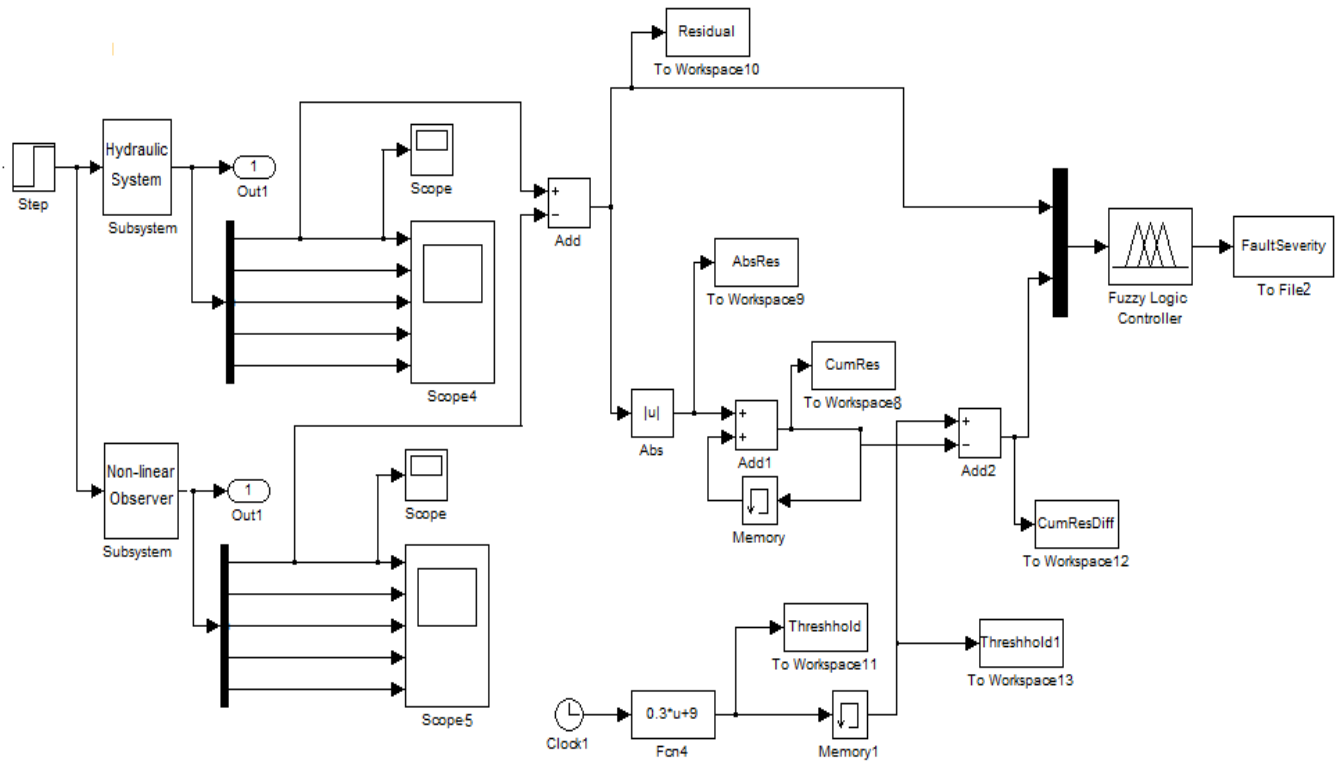 Residual
To Workspace10
Hydraulic
System
Subsystem
Step
1
Out1
Scope
Scope4
+
−
Add
AbsRes
To Workspace9
FaultSeverity
To File2
Fuzzy Logic
Controller
CumRes
To Workspace8
|u|
Abs
+
+
Add1
Memory
+
−
Add2
CumResDiff
To Workspace12
Non-linear
Observer
Subsystem
1
Out1
Scope
Scope5
Threshhold
To Workspace11
Threshhold1
To Workspace13
Clock1
0.3*u+9
Fcn4
Memory1